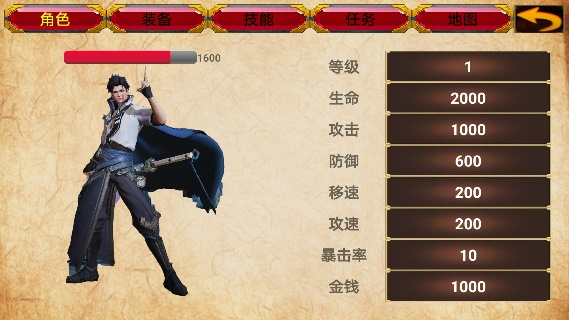 角色 装备 技能 任务 地图
1600
等级 1
生命 2000
攻击 1000
防御 600
移速 200
攻速 200
暴击率 10
金钱 1000